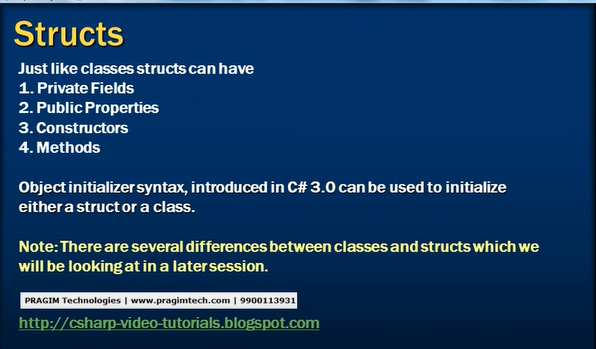 Structs
Just like classes structs can have
1. Private Fields
2. Public Properties
3. Constructors
4. Methods
Object initializer syntax, introduced in C# 3.0 can be used to initialize
either a struct or a class.
Note: There are several differences between classes and structs which we
will be looking at in a later session.
PRAGIM Technologies | www.pragimtech.com | 9900113931
http://csharp-video-tutorials.blogspot.com